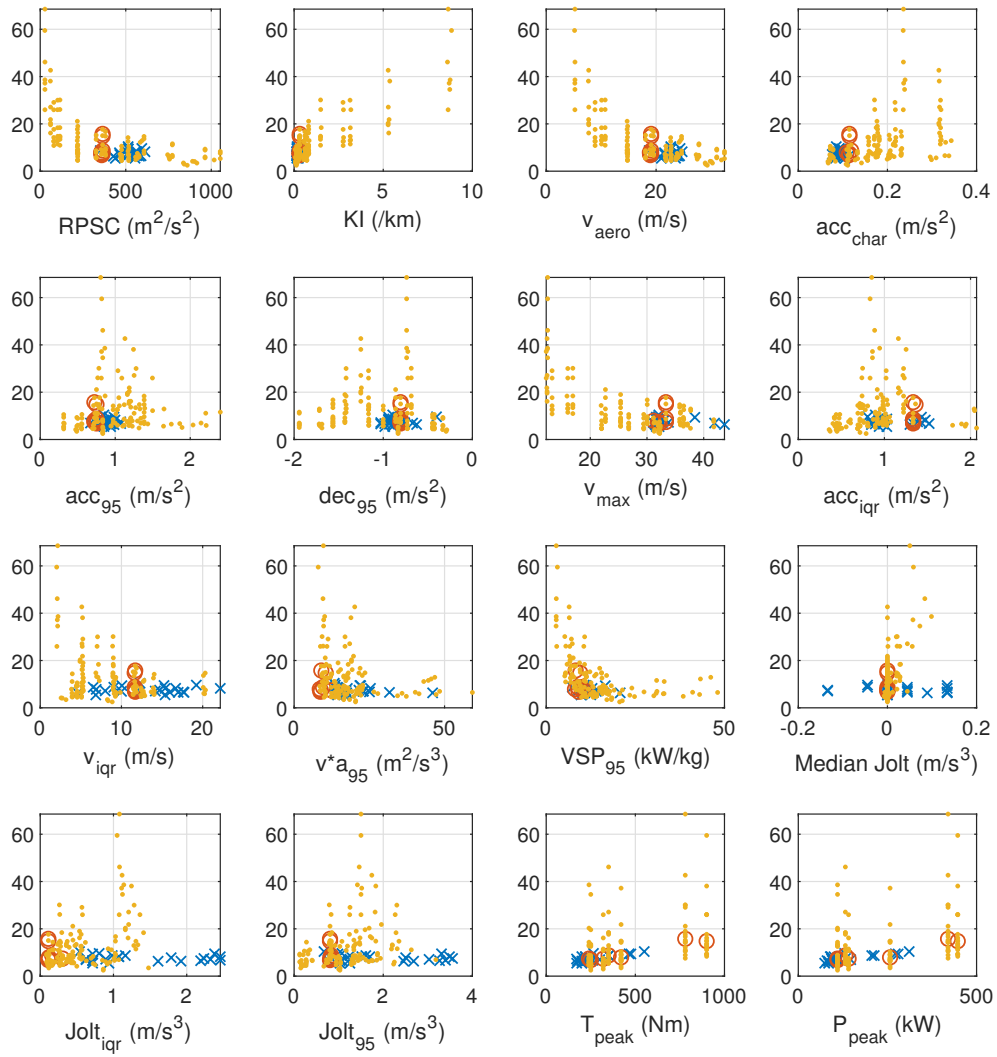 60
40
20
0
0 500 1000
RPSC (m²/s²)
60
40
20
0
0 5 10
KI (/km)
60
40
20
0
20
v_aero (m/s)
60
40
20
0
0 0.2 0.4
acc_char (m/s²)
60
40
20
0
0 1 2
acc_95 (m/s²)
60
40
20
0
-2 -1 0
dec_95 (m/s²)
60
40
20
0
20 30 40
v_max (m/s)
60
40
20
0
0 1 2
acc_iqr (m/s²)
60
40
20
0
0 10 20
v_iqr (m/s)
60
40
20
0
0 50
v*a_95 (m²/s³)
60
40
20
0
0 50
VSP_95 (kW/kg)
60
40
20
0
-0.2 0 0.2
Median Jolt (m/s³)
60
40
20
0
0 1 2
Jolt_iqr (m/s³)
60
40
20
0
0 2 4
Jolt_95 (m/s³)
60
40
20
0
0 500 1000
T_peak (Nm)
60
40
20
0
0 500
P_peak (kW)